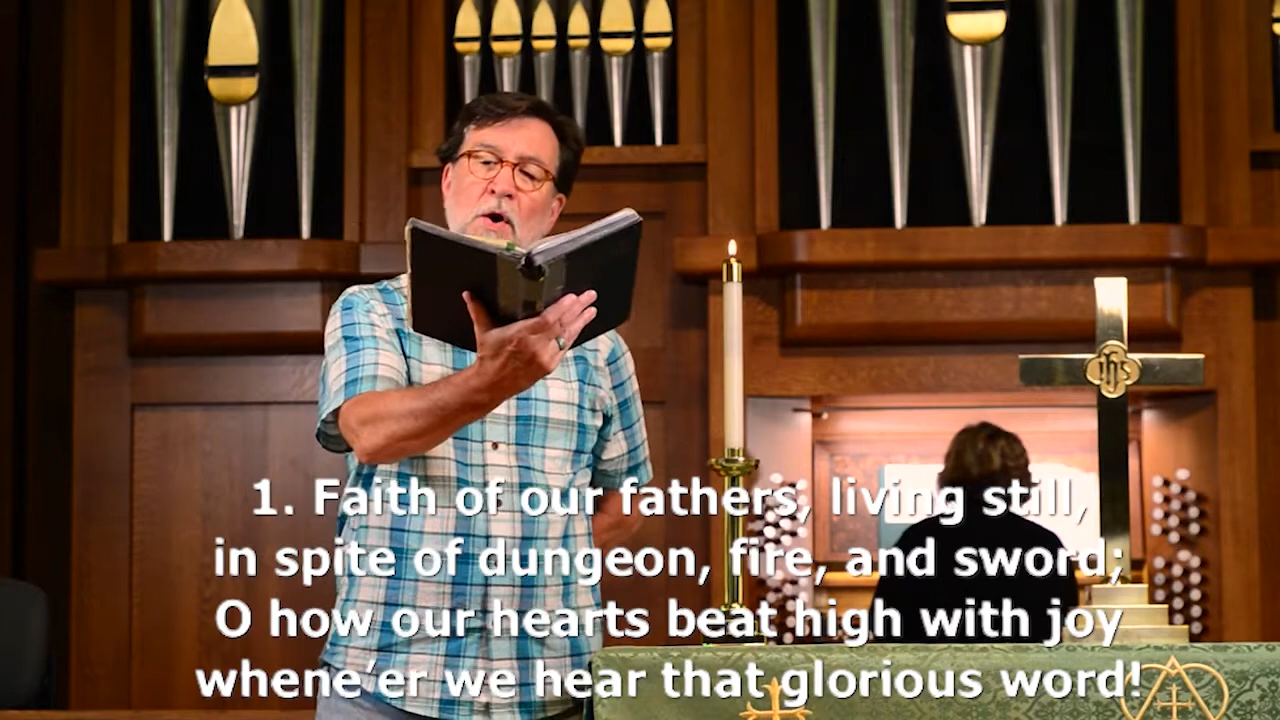 IHS
1. Faith of our fathers, living still,
in spite of dungeon, fire, and sword;
O how our hearts beat high with joy
whene’er we hear that glorious word!